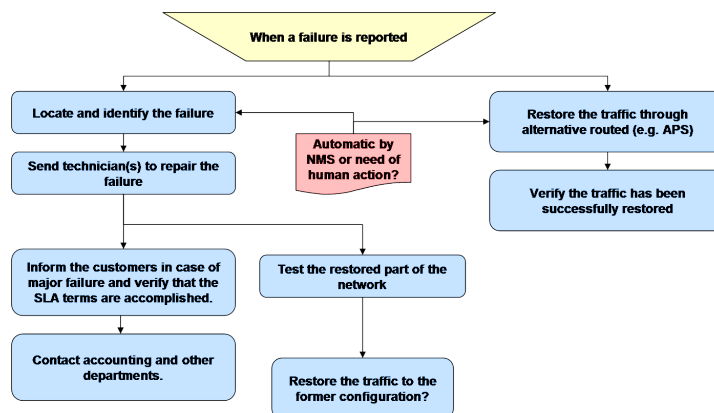 When a failure is reported
Locate and identify the failure
Restore the traffic through
alternative routed (e.g. APS)
Automatic by
NMS or need of
human action?
Send technician(s) to repair the
failure
Verify the traffic has been
successfully restored
Inform the customers in case of
major failure and verify that the
SLA terms are accomplished.
Test the restored part of the
network
Contact accounting and other
departments.
Restore the traffic to the
former configuration?